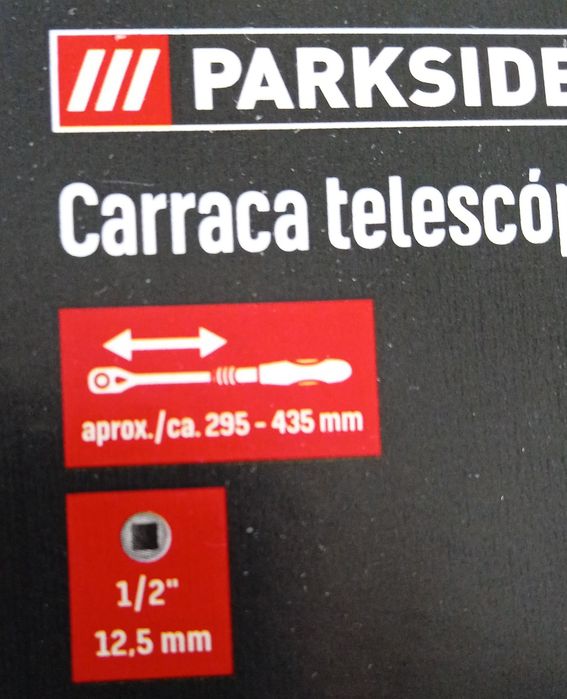 PARKSIDE
Carraca telescóp
aprox./ca. 295 - 435 mm
1/2"
12,5 mm